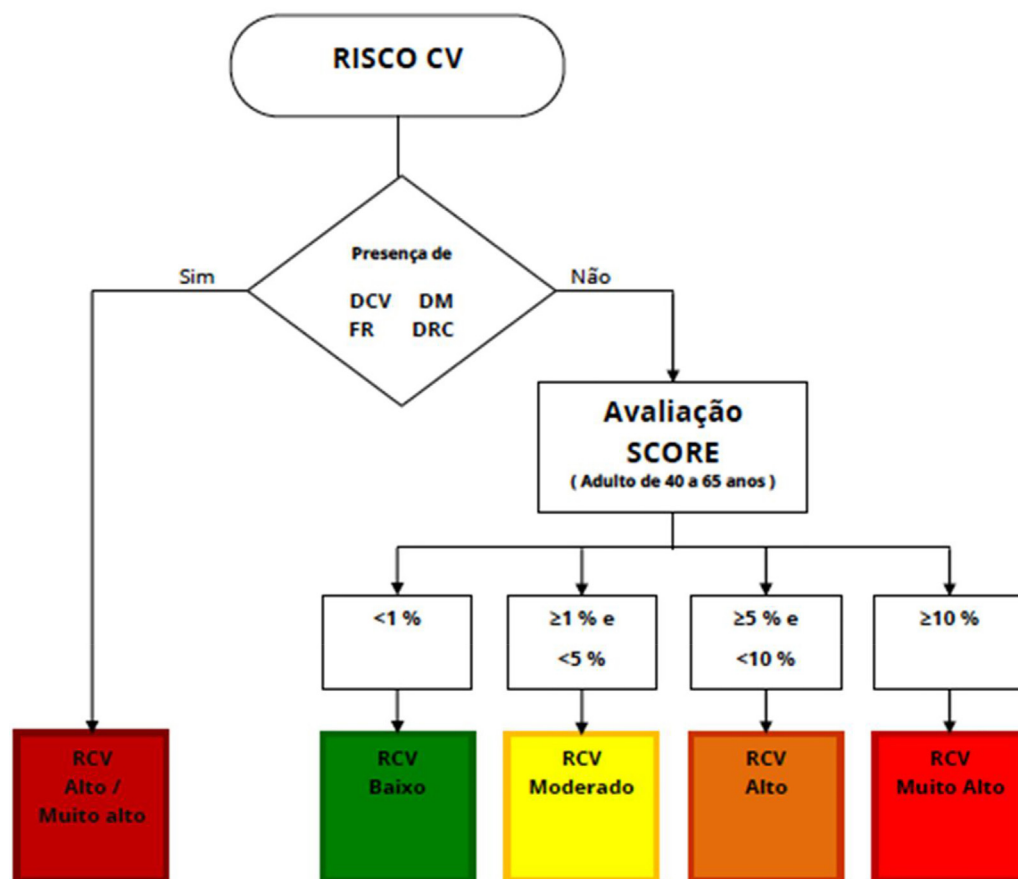 RISCO CV
Presença de
DCV DM
FR DRC
Sim
Não
Avaliação
SCORE
( Adulto de 40 a 65 anos )
<1 %
≥1 % e
<5 %
≥5 % e
<10 %
≥10 %
RCV
Alto /
Muito alto
RCV
Baixo
RCV
Moderado
RCV
Alto
RCV
Muito Alto